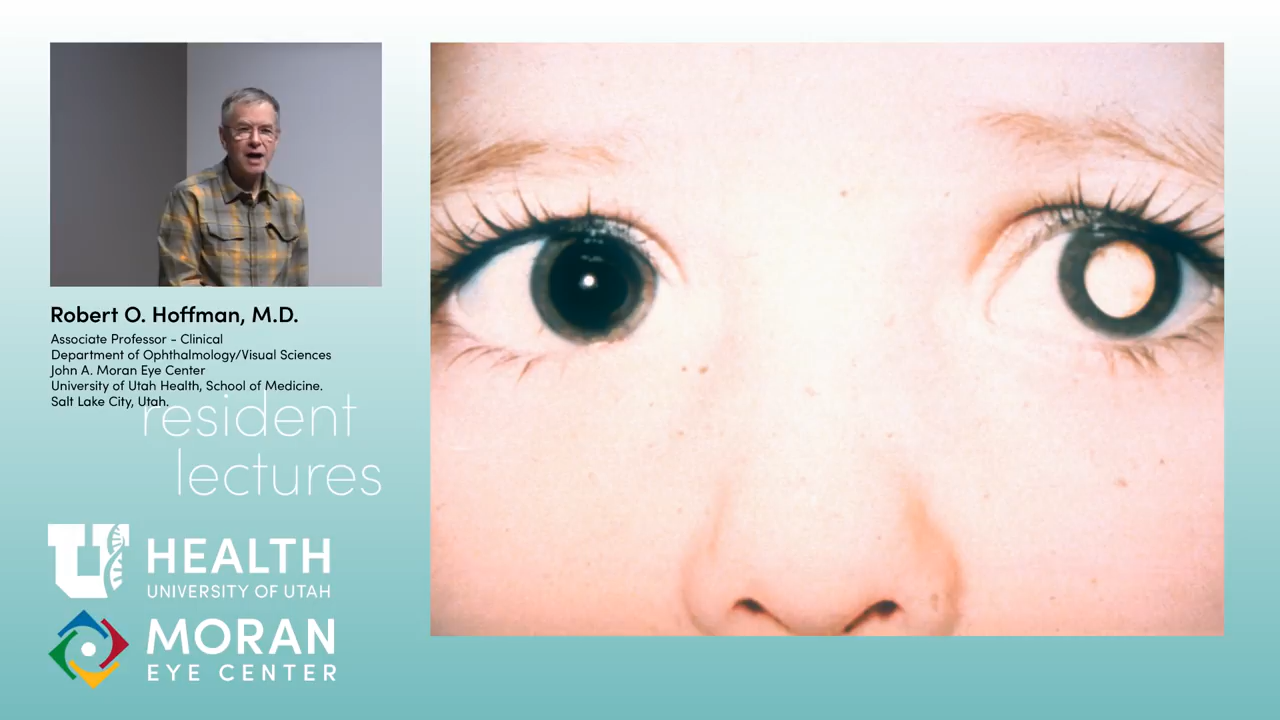 Robert O. Hoffman, M.D.
Associate Professor - Clinical
Department of Ophthalmology/Visual Sciences
John A. Moran Eye Center
University of Utah Health, School of Medicine.
Salt Lake City, Utah.
resident
lectures
U HEALTH
UNIVERSITY OF UTAH
MORAN
EYE CENTER